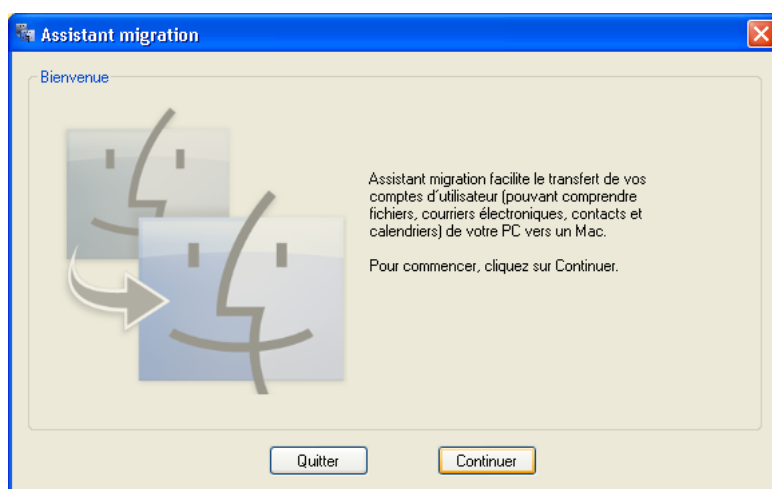 Assistant migration
Bienvenue
Assistant migration facilite le transfert de vos
comptes d'utilisateur (pouvant comprendre
fichiers, courriers électroniques, contacts et
calendriers) de votre PC vers un Mac.
Pour commencer, cliquez sur Continuer.
Quitter
Continuer